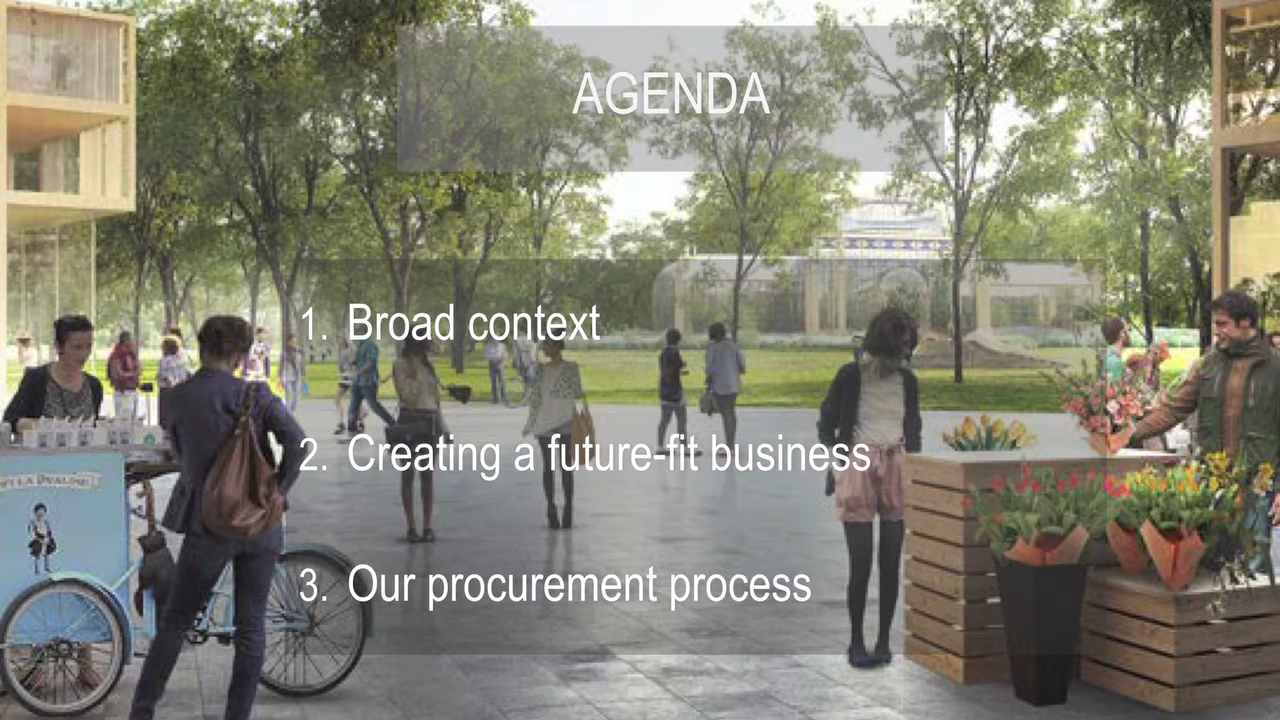 AGENDA
1. Broad context
2. Creating a future-fit business
3. Our procurement process